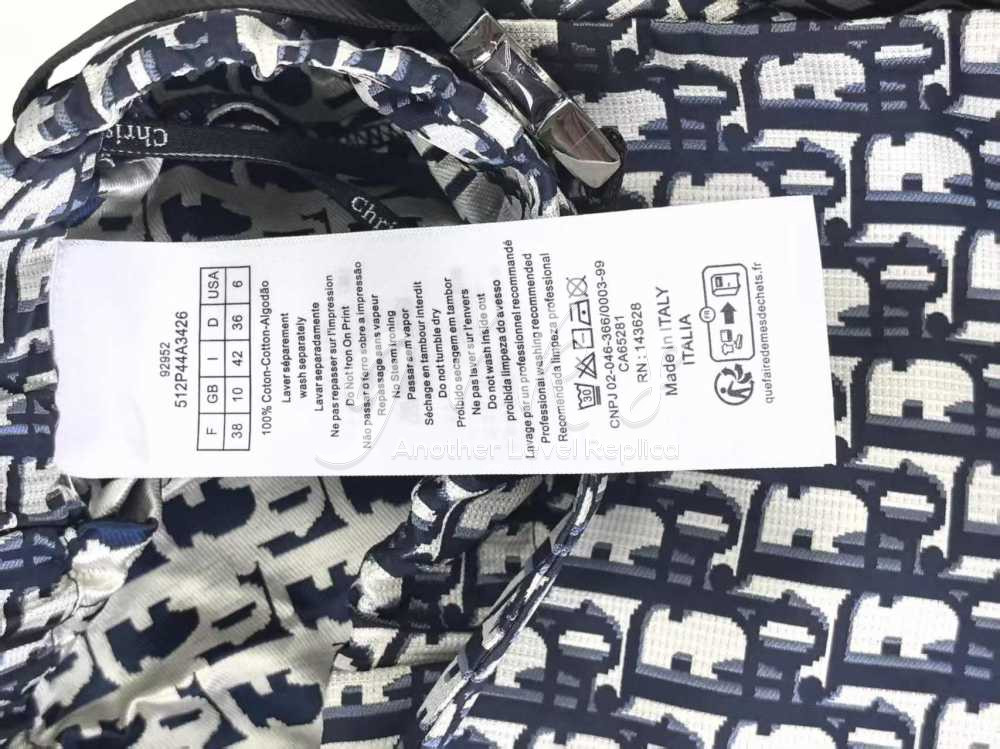 Chris
Chris
92952
512P44A3426
F GB I D USA
38 10 42 36 6
100% Coton-Cotton-Algodão
Laver séparément
wash separately
Lavar separadamente
Ne pas repasser sur l'impression
Do Not Iron On Print
Não passar o ferro sobre a impressão
Repassage sans vapeur
No Steam ironing
Passar sem vapor
Séchage en tambour interdit
Do not tumble dry
Proibido secagem em tambor
Ne pas laver sur l'envers
Do not wash inside out
proibida limpeza do avesso
Lavage par un professionnel recommandé
Professional washing recommended
Recomendada limpeza professional
30
CNPJ 02-046-366/0003-99
CA65281
RN : 143628
Made in ITALY
ITALIA
FR
quefairedemesdechets.fr
Another Level Replica